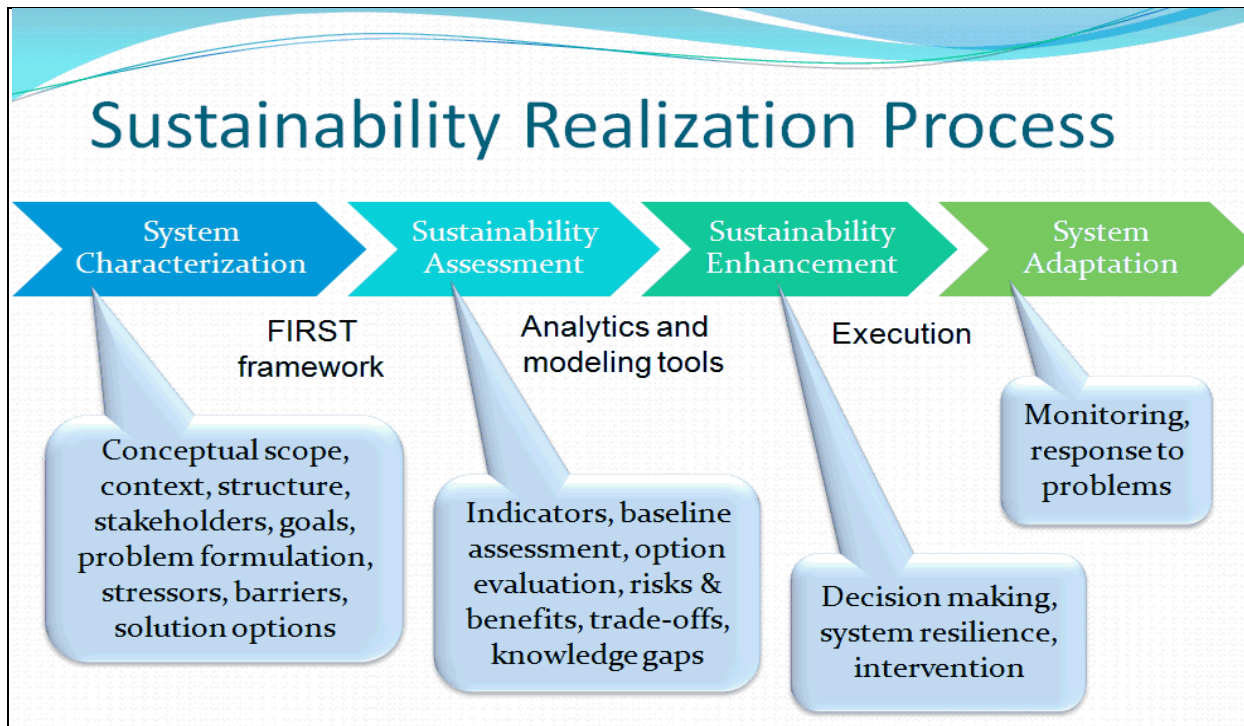 Sustainability Realization Process
System
Characterization
Sustainability
Assessment
Sustainability
Enhancement
System
Adaptation
FIRST
framework
Analytics and
modeling tools
Execution
Conceptual scope,
context, structure,
stakeholders, goals,
problem formulation,
stressors, barriers,
solution options
Indicators, baseline
assessment, option
evaluation, risks &
benefits, trade-offs,
knowledge gaps
Decision making,
system resilience,
intervention
Monitoring,
response to
problems